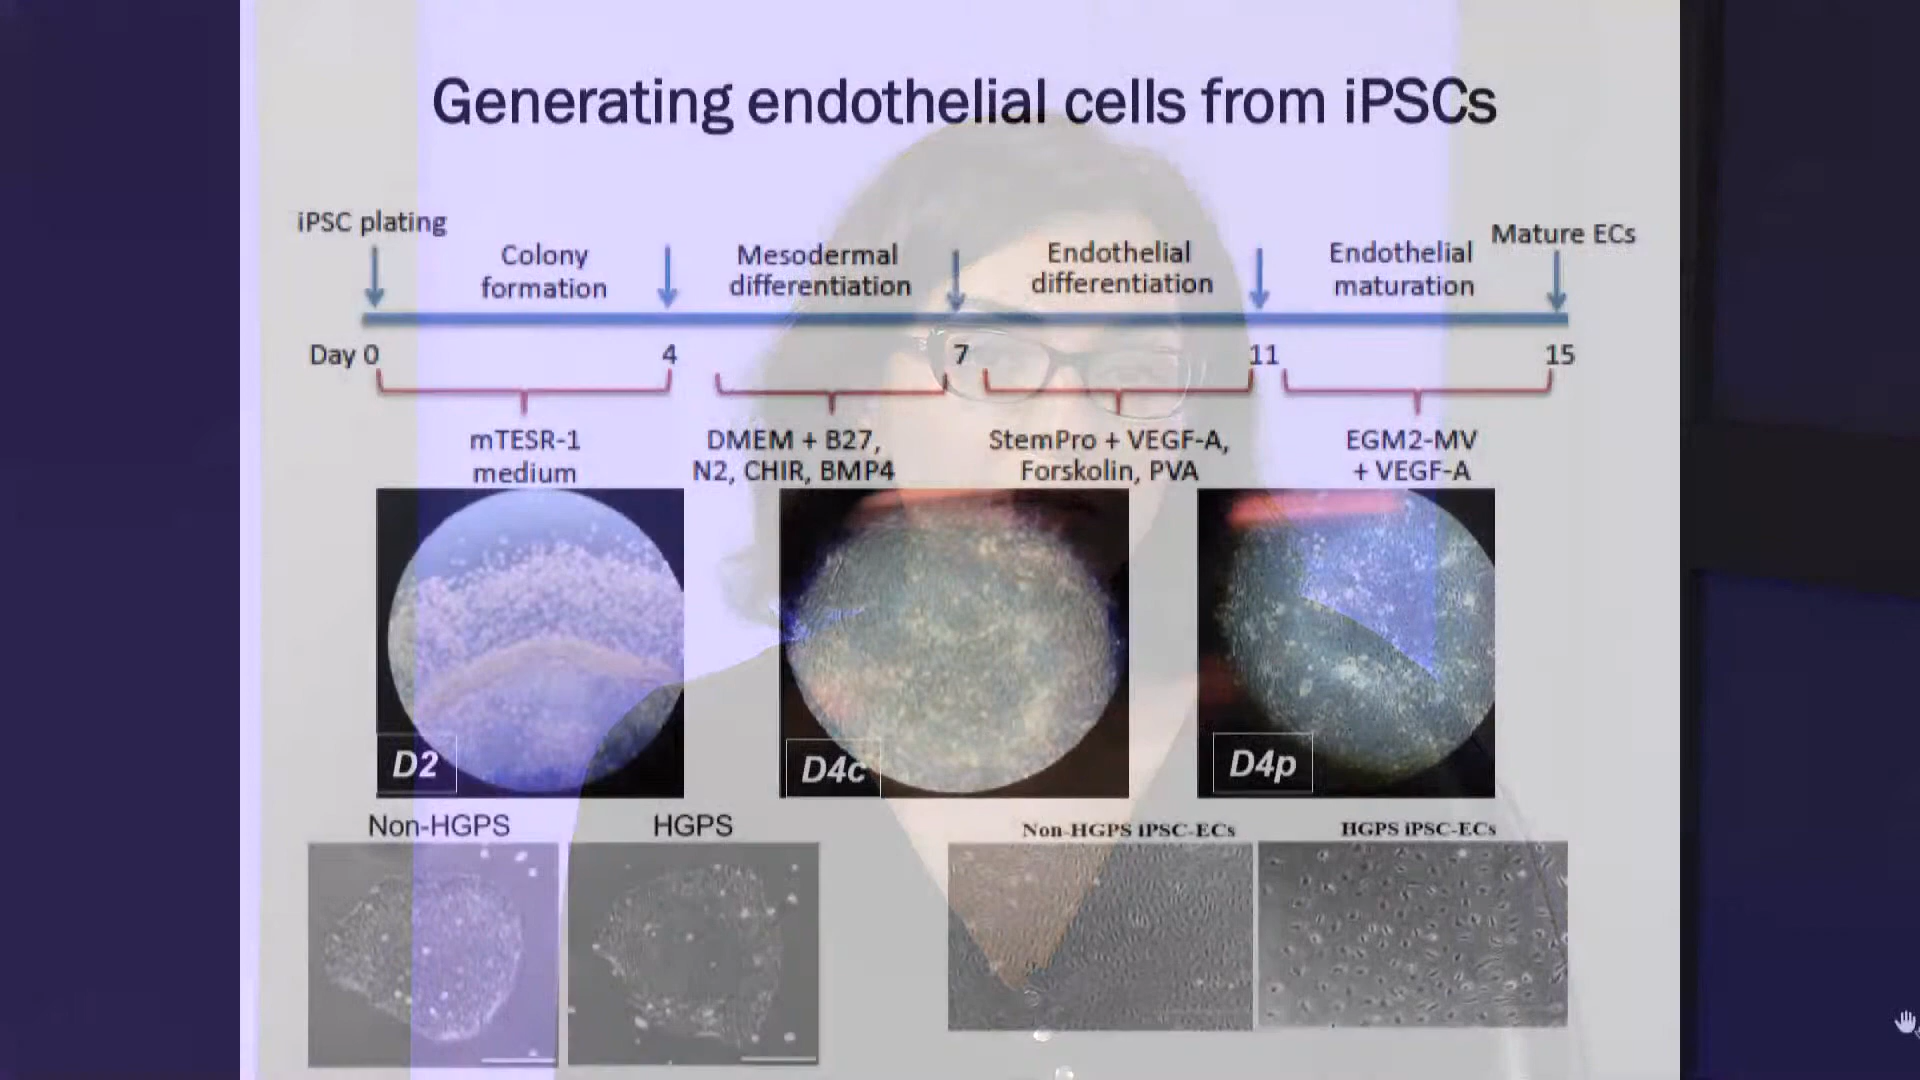 Generating endothelial cells from iPSCs
iPSC plating
Colony
formation
Mesodermal
differentiation
Endothelial
differentiation
Endothelial
maturation
Mature ECs
Day 0
4
7
11
15
mTESR-1
medium
DMEM + B27,
N2, CHIR, BMP4
StemPro + VEGF-A,
Forskolin, PVA
EGM2-MV
+ VEGF-A
D2
D4c
D4p
Non-HGPS
HGPS
Non-HGPS iPSC-ECs
HGPS iPSC-ECs